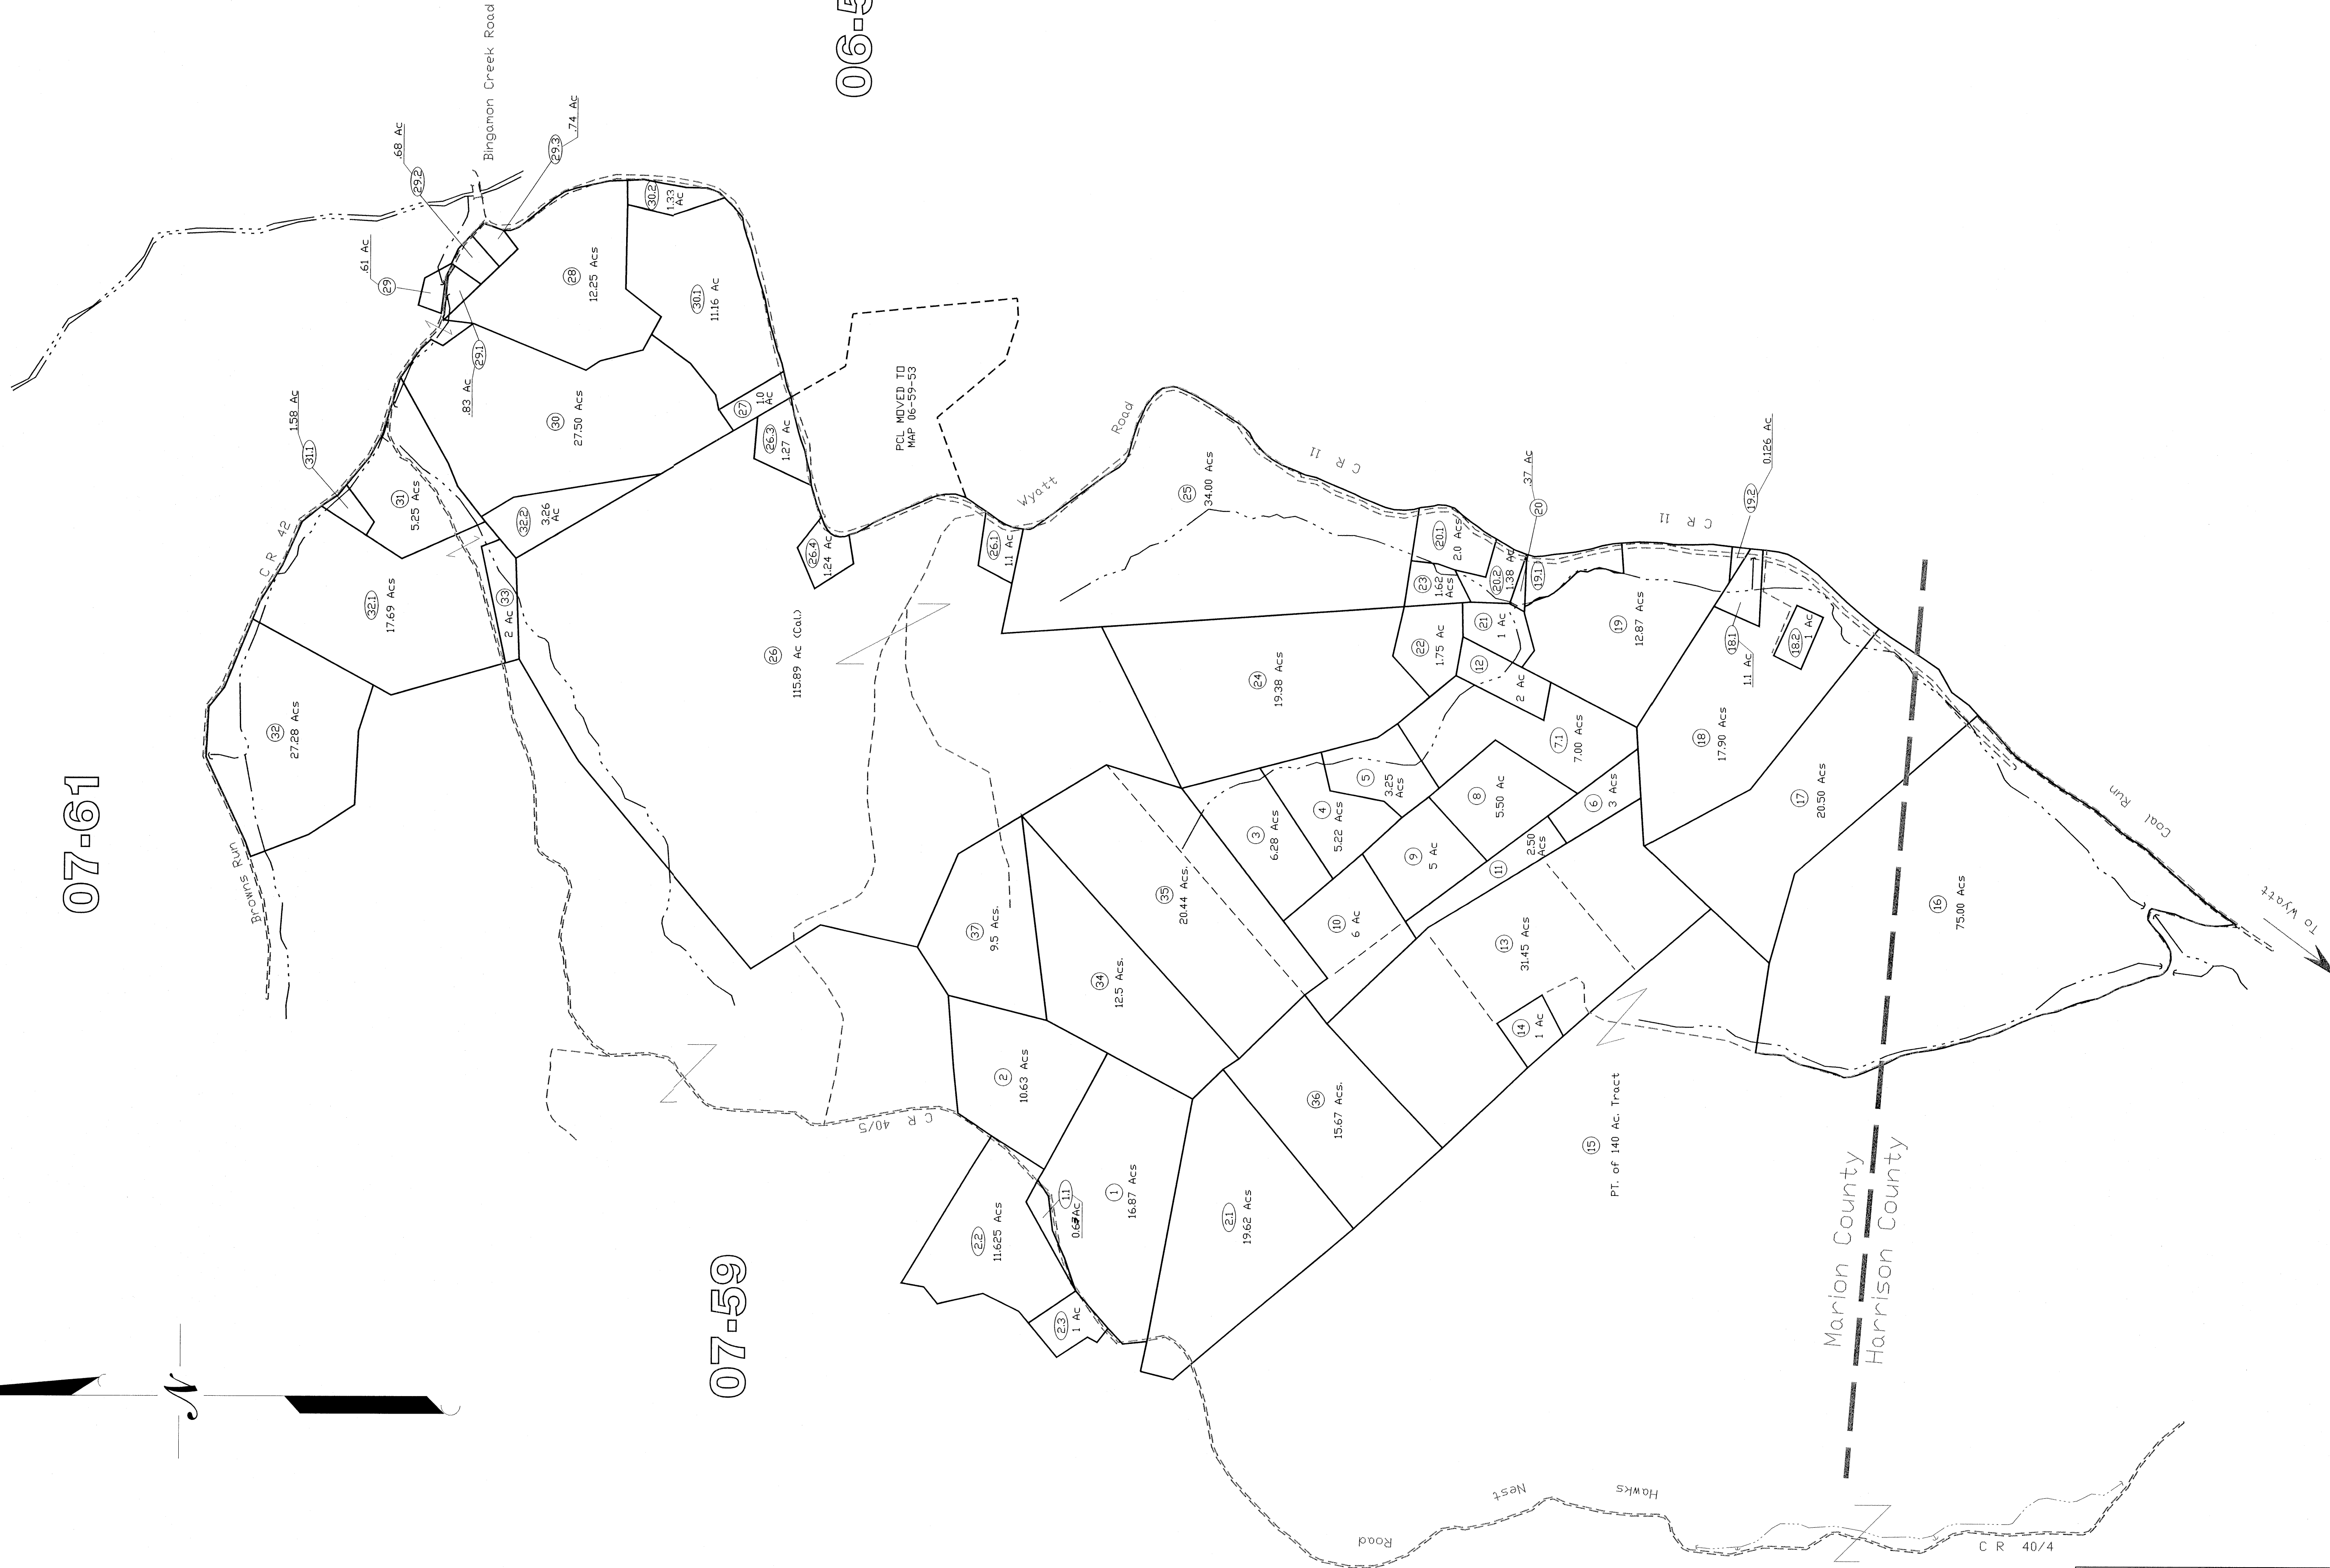 07-61
07-59
06-5
N
Bingamon Creek Road
.68 Ac
29.2
29.3
.74 Ac
.61 Ac
29
29.1
.83 Ac
28
12.25 Acs
30.2
1.33
Ac
30.1
11.16 Ac
30
27.50 Acs
27
1.0
Ac
26.3
1.27 Ac
1.58 Ac
31.1
31
5.25 Acs
C R 42
32.1
17.69 Acs
32.2
3.26
Ac
33
2 Ac
32
27.28 Acs
Browns Run
26
115.89 Ac (Cal.)
26.4
1.24 Ac
26.1
1.1 Ac
PCL MOVED TO
MAP 06-59-53
Wyatt
Road
C R 11
25
34.00 Acs
24
19.38 Acs
20.1
2.0 Acs
23
1.62
Acs
20.2
1.38 Ac
.37 Ac
20
19.1
22
1.75 Ac
21
1 Ac
12
2 Ac
19
12.87 Acs
C R 11
19.2
0.126 Ac
18.1
1.1 Ac
18.2
1 Ac
18
17.90 Acs
17
20.50 Acs
16
75.00 Acs
Coal Run
To Wyatt
7.1
7.00 Acs
6
3 Acs
8
5.50 Ac
5
3.25
Acs
4
5.22 Acs
3
6.28 Acs
9
5 Ac
10
6 Ac
11
2.50
Acs
13
31.45 Acs
14
1 Ac
15
PT. of 140 Ac. Tract
35
20.44 Acs.
37
9.5 Acs.
34
12.5 Acs.
36
15.67 Acs.
2
10.63 Acs
C R 40/5
1
16.87 Acs
1.1
2.1
19.62 Acs
2.2
11.625 Acs
2.3
1 Ac
Marion County
Harrison County
Hawks
Nest
Road
C R 40/4